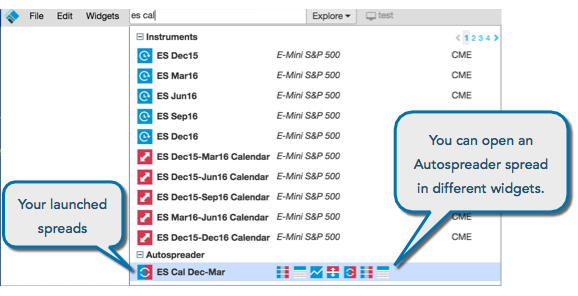 File Edit Widgets es cal Explore test
Instruments < 1 2 3 4 >
ES Dec15 E-Mini S&P 500 CME
ES Mar16 E-Mini S&P 500 CME
ES Jun16 E-Mini S&P 500 CME
ES Sep16 E-Mini S&P 500
ES Dec16 E-Mini S&P 500
ES Dec15-Mar16 Calendar E-Mini S&P 500
ES Dec15-Jun16 Calendar E-Mini S&P 500
ES Dec15-Sep16 Calendar E-Mini S&P 500
ES Mar16-Jun16 Calendar E-Mini S&P 500 CME
ES Dec15-Dec16 Calendar E-Mini S&P 500 CME
Autospreader
ES Cal Dec-Mar
You can open an
Autospreader spread
in different widgets.
Your launched
spreads